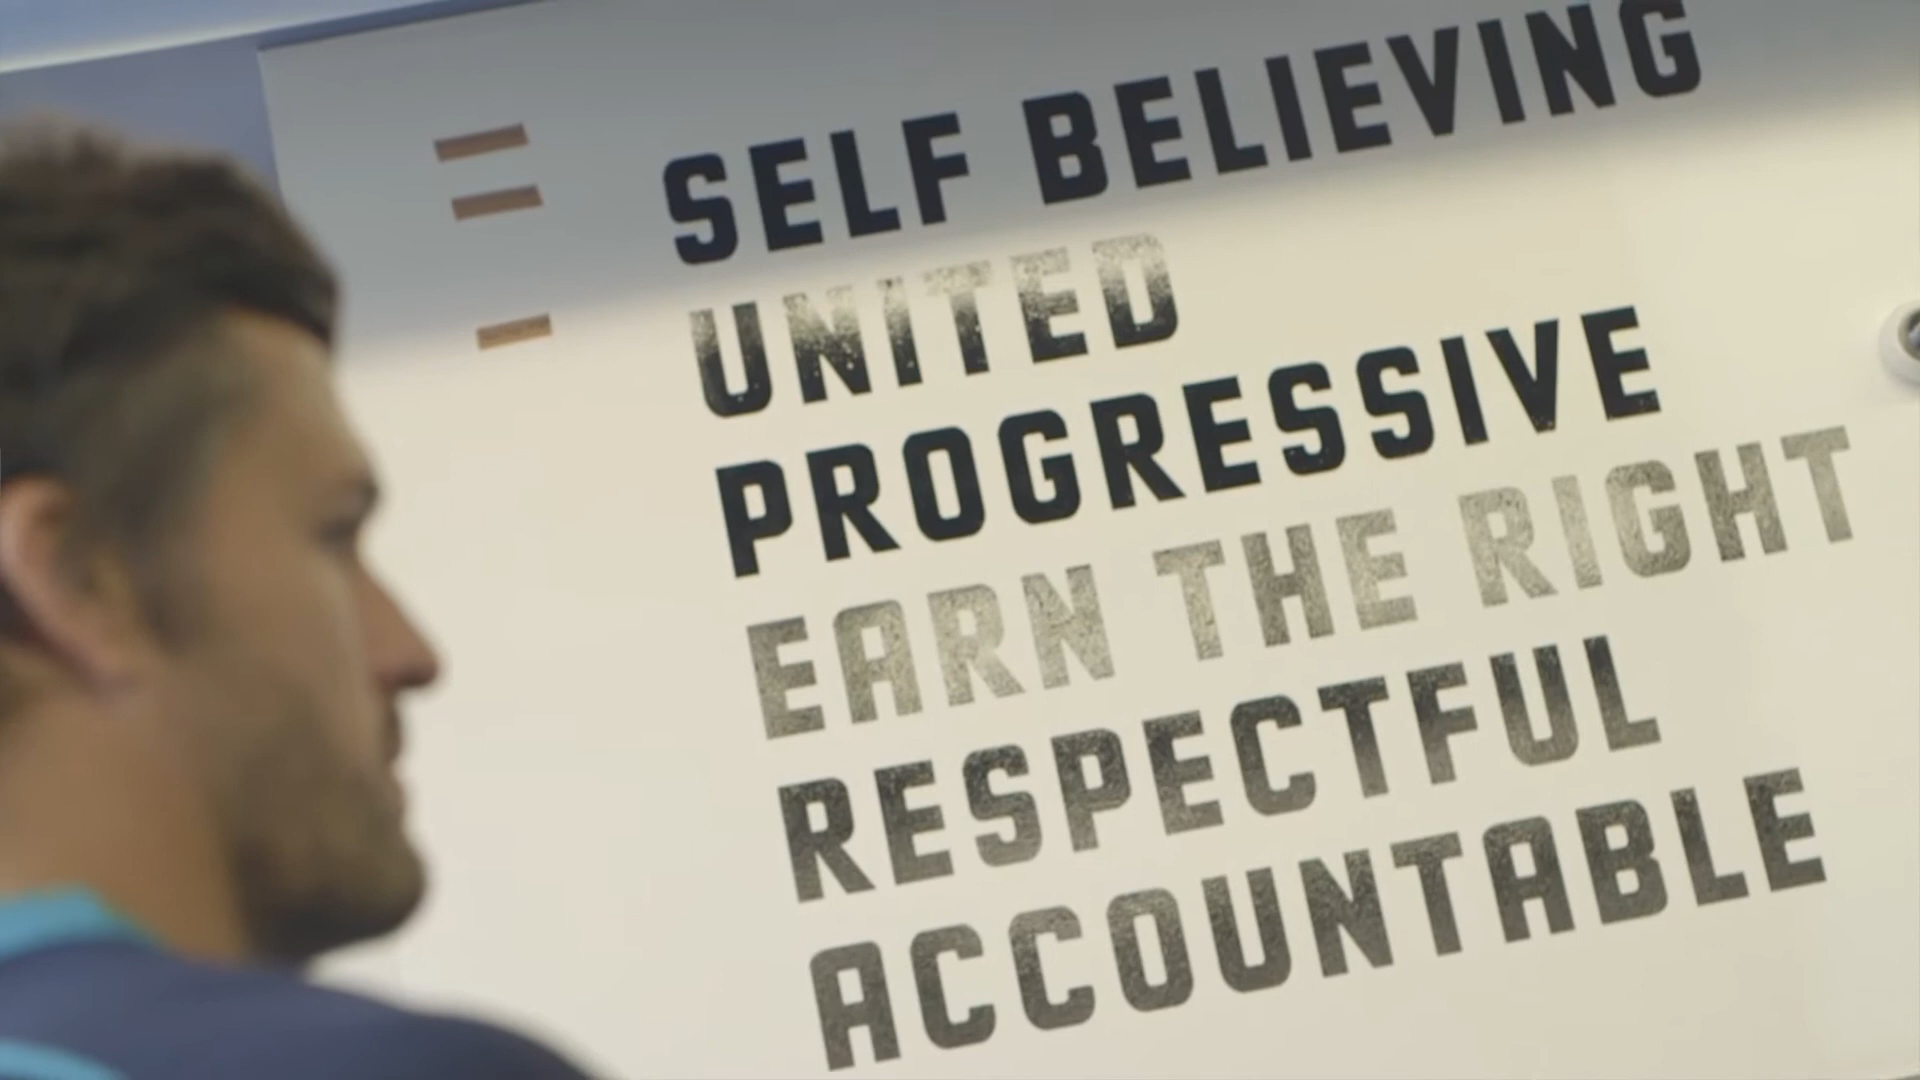 SELF BELIEVING
UNITED
PROGRESSIVE
EARN THE RIGHT
RESPECTFUL
ACCOUNTABLE